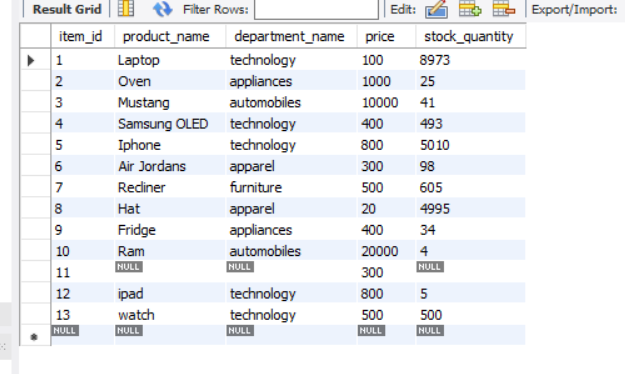 Result Grid Filter Rows: Edit: Export/Import:
item_id product_name department_name price stock_quantity
1 Laptop technology 100 8973
2 Oven appliances 1000 25
3 Mustang automobiles 10000 41
4 Samsung OLED technology 400 493
5 Iphone technology 800 5010
6 Air Jordans apparel 300 98
7 Recliner furniture 500 605
8 Hat apparel 20 4995
9 Fridge appliances 400 34
10 Ram automobiles 20000 4
11 NULL NULL 300 NULL
12 ipad technology 800 5
13 watch technology 500 500
NULL NULL NULL NULL NULL